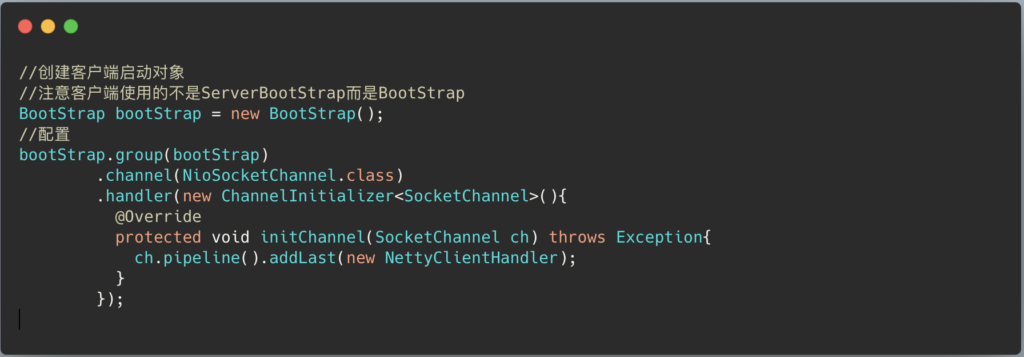 //创建客户端启动对象
//注意客户端使用的不是ServerBootStrap而是BootStrap
BootStrap bootStrap = new BootStrap();
//配置
bootStrap.group(bootStrap)
        .channel(NioSocketChannel.class)
        .handler(new ChannelInitializer<SocketChannel>(){
          @Override
          protected void initChannel(SocketChannel ch) throws Exception{
            ch.pipeline().addLast(new NettyClientHandler);
          }
        });